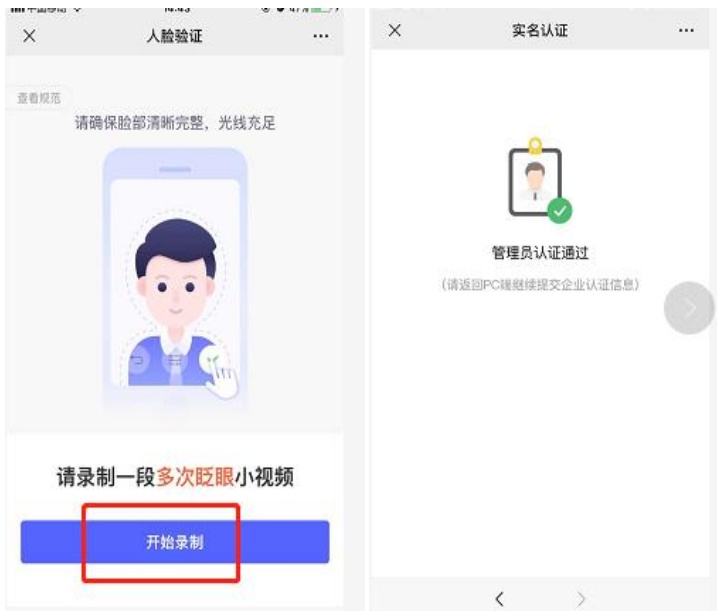 人脸验证
查看规范
请确保脸部清晰完整，光线充足
请录制一段多次眨眼小视频
开始录制
实名认证
管理员认证通过
（请返回PC端继续提交企业认证信息）